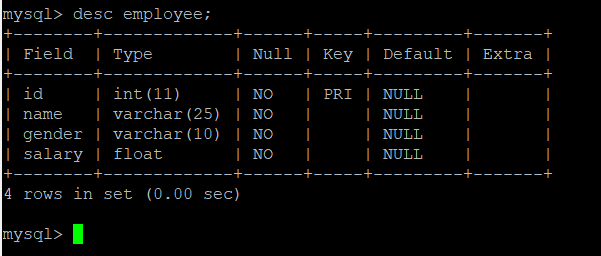 mysql> desc employee;
+--------+-------------+------+-----+---------+-------+
| Field  | Type        | Null | Key | Default | Extra |
+--------+-------------+------+-----+---------+-------+
| id     | int(11)     | NO   | PRI | NULL    |       |
| name   | varchar(25) | NO   |     | NULL    |       |
| gender | varchar(10) | NO   |     | NULL    |       |
| salary | float       | NO   |     | NULL    |       |
+--------+-------------+------+-----+---------+-------+
4 rows in set (0.00 sec)
mysql>